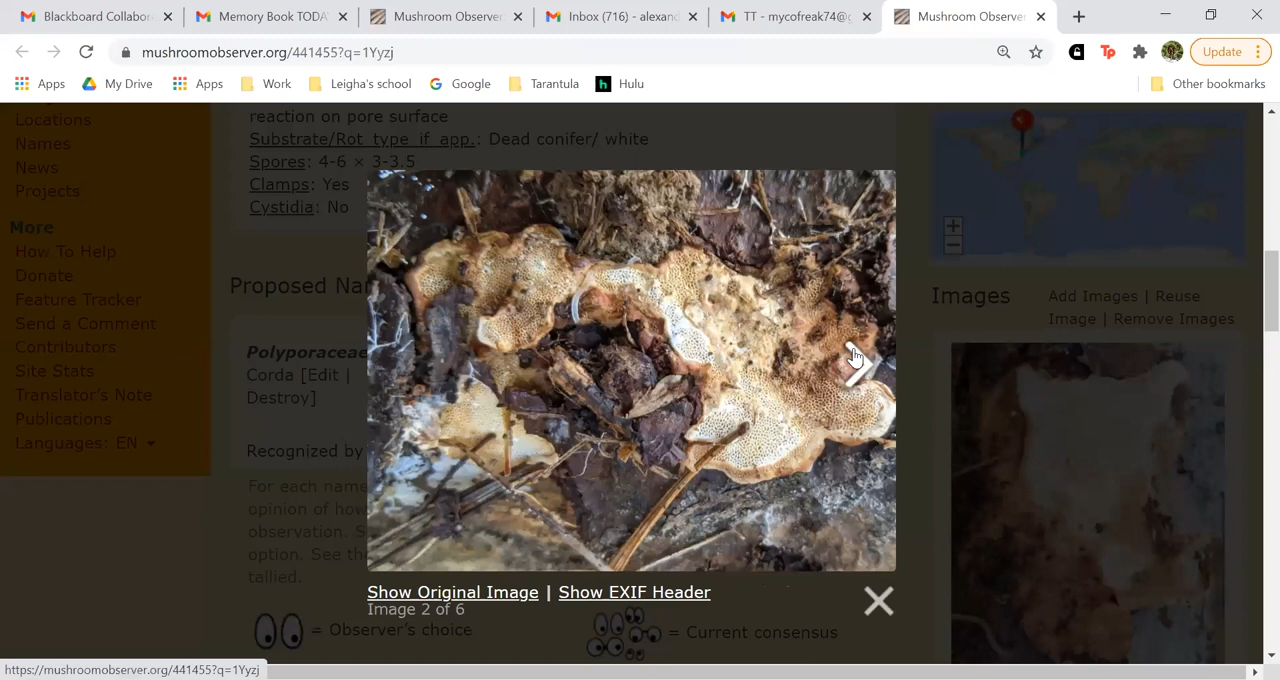 Blackboard Collabor
Memory Book TODA
Mushroom Observer
Inbox (716) - alexand
TT - mycofreak74@g
Mushroom Observe
mushroomobserver.org/441455?q=1Yyzj
Update
Apps
My Drive
Apps
Work
Leigha's school
Google
Tarantula
Hulu
Other bookmarks
Locations
Names
News
Projects
More
How To Help
Donate
Feature Tracker
Send a Comment
Contributors
Site Stats
Translator's Note
Publications
Languages: EN
reaction on pore surface
Substrate/Rot type if app.: Dead conifer/ white
Spores: 4-6 × 3-3.5
Clamps: Yes
Cystidia: No
Proposed Na
Polyporaceae
Corda [Edit |
Destroy]
Recognized by
For each name
opinion of how
observation. S
option. See th
tallied.
= Observer's choice
= Current consensus
Show Original Image | Show EXIF Header
Image 2 of 6
Images
Add Images | Reuse
Image | Remove Images
https://mushroomobserver.org/441455?q=1Yyzj